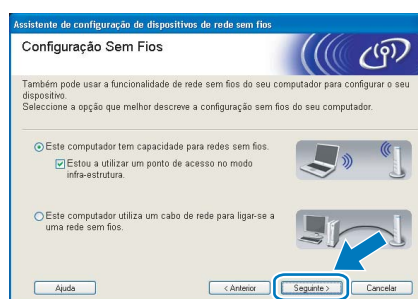 Assistente de configuração de dispositivos de rede sem fios
Configuração Sem Fios
Também pode usar a funcionalidade de rede sem fios do seu computador para configurar o seu
dispositivo.
Seleccione a opção que melhor descreve a configuração sem fios do seu computador.
Este computador tem capacidade para redes sem fios.
Estou a utilizar um ponto de acesso no modo
infra-estrutura.
Este computador utiliza um cabo de rede para ligar-se a
uma rede sem fios.
Ajuda
< Anterior
Seguinte >
Cancelar